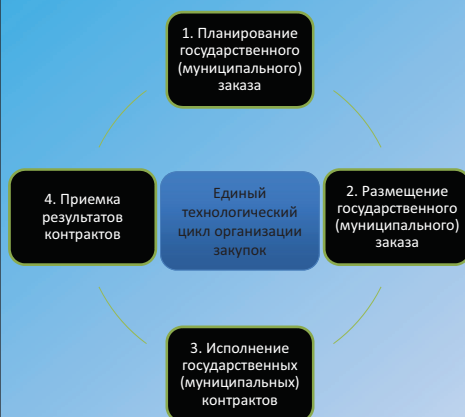 1. Планирование
государственного
(муниципального)
заказа
4. Приемка
результатов
контрактов
Единый
технологический
цикл организации
закупок
2. Размещение
государственного
(муниципального)
заказа
3. Исполнение
государственных
(муниципальных)
контрактов